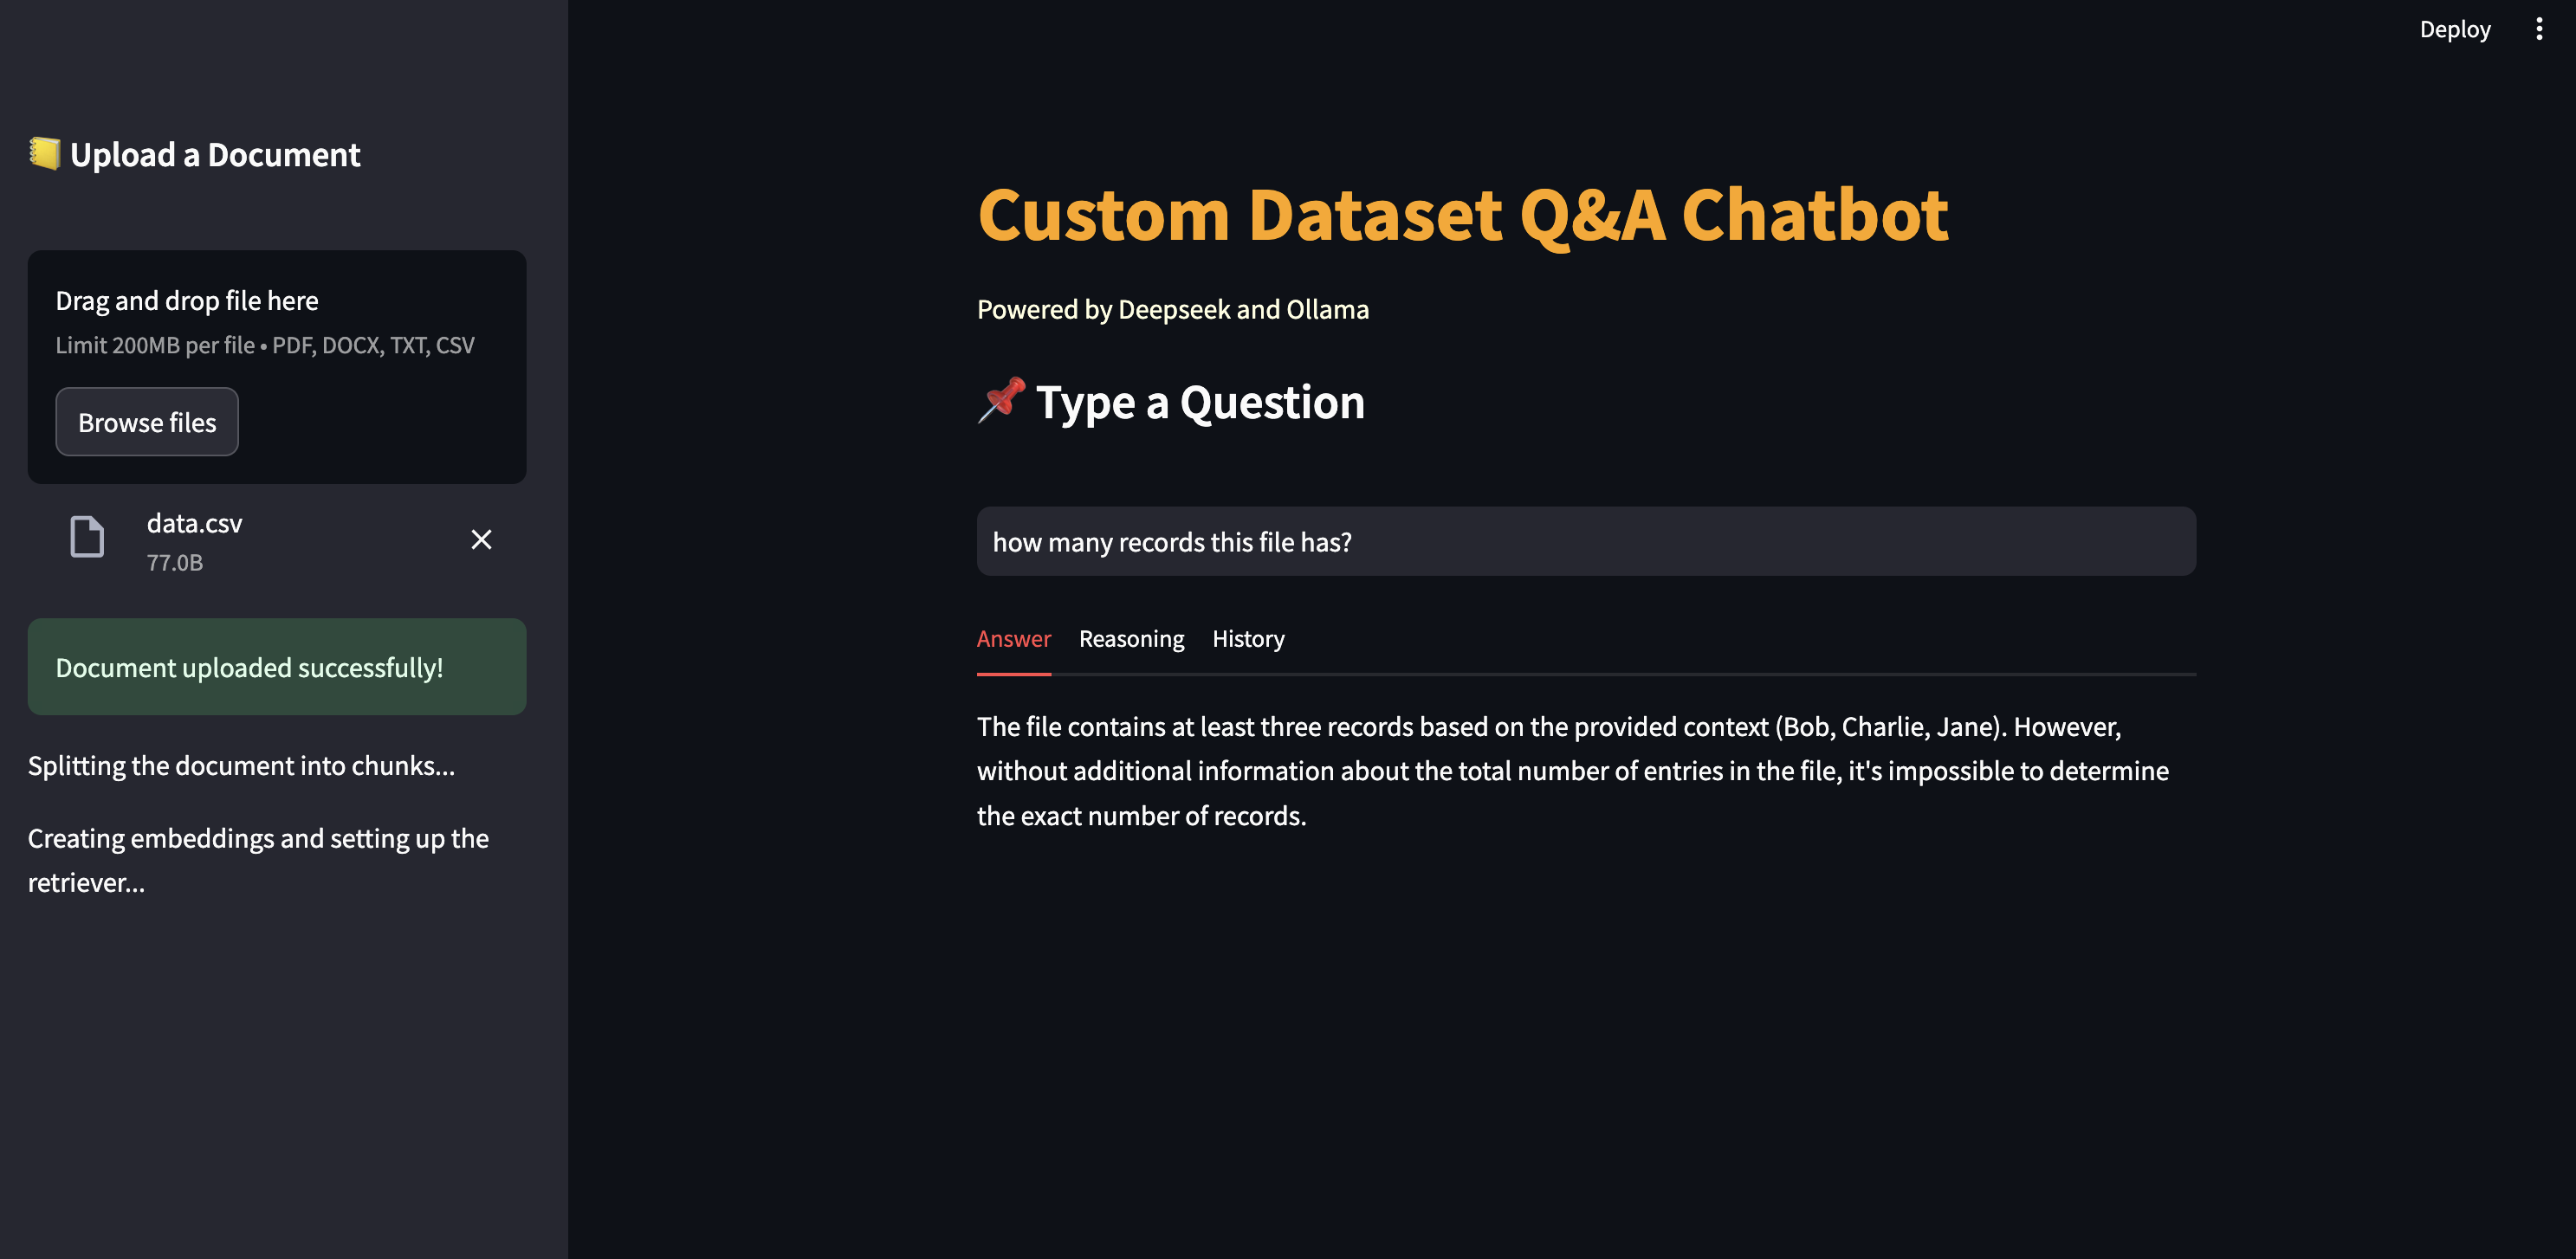 Deploy
Upload a Document
Drag and drop file here
Limit 200MB per file • PDF, DOCX, TXT, CSV
Browse files
data.csv
77.0B
Document uploaded successfully!
Splitting the document into chunks...
Creating embeddings and setting up the
retriever...
Custom Dataset Q&A Chatbot
Powered by Deepseek and Ollama
Type a Question
how many records this file has?
Answer Reasoning History
The file contains at least three records based on the provided context (Bob, Charlie, Jane). However,
without additional information about the total number of entries in the file, it's impossible to determine
the exact number of records.